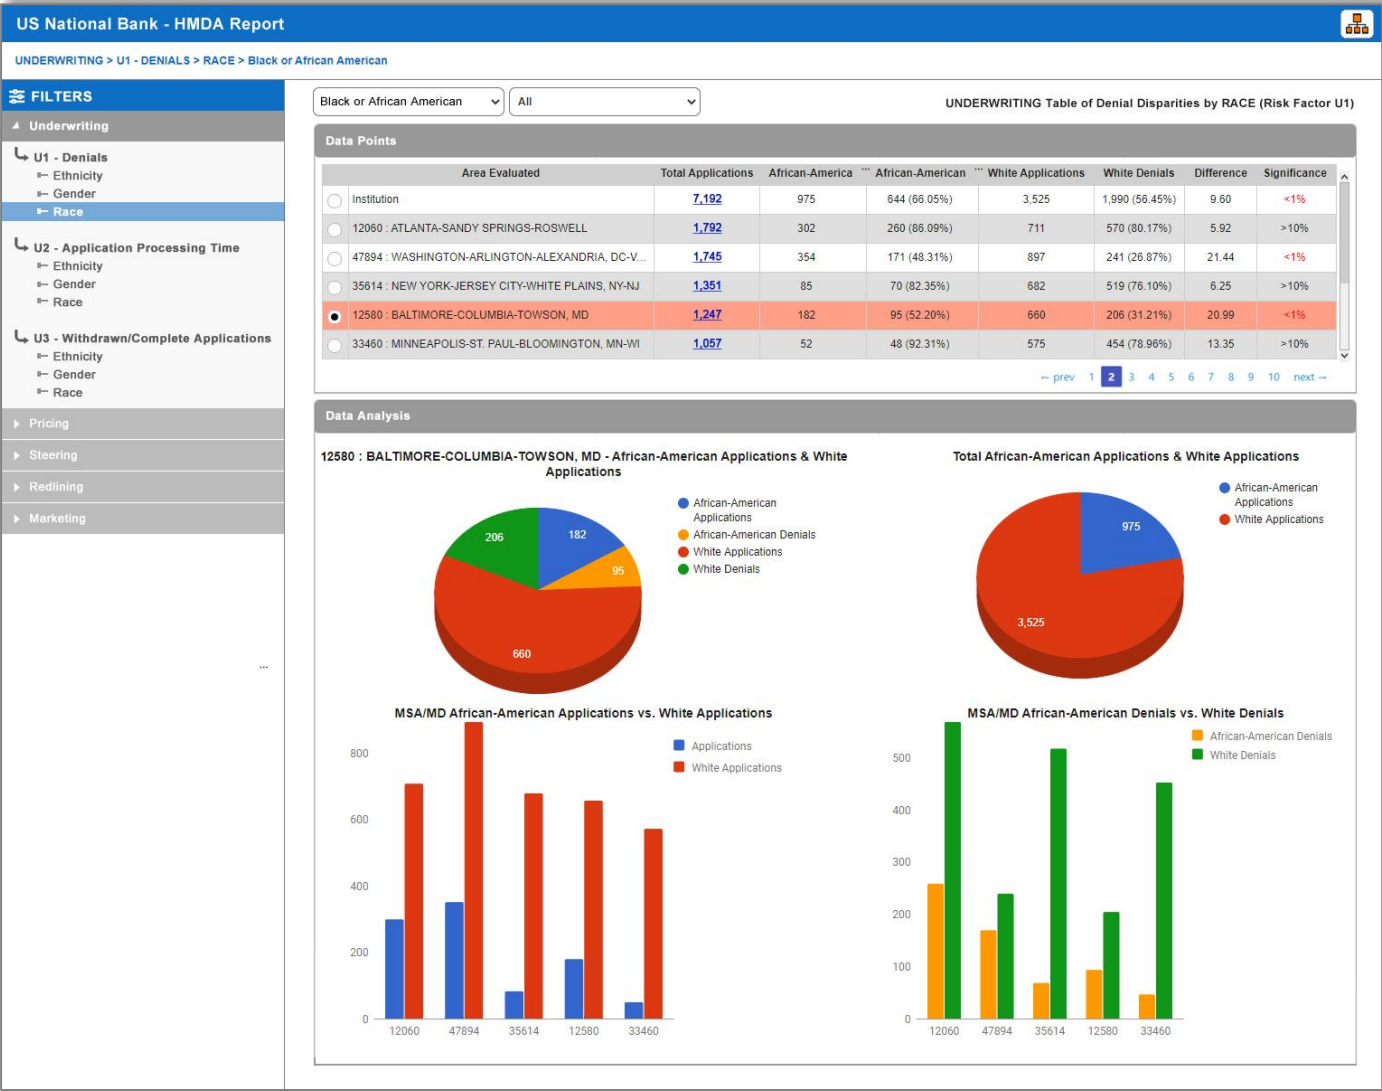 US National Bank - HMDA Report
UNDERWRITING > U1 - DENIALS > RACE > Black or African American
FILTERS
Underwriting
U1 - Denials
Ethnicity
Gender
Race
U2 - Application Processing Time
Ethnicity
Gender
Race
U3 - Withdrawn/Complete Applications
Ethnicity
Gender
Race
Pricing
Steering
Redlining
Marketing
...
Black or African American All UNDERWRITING Table of Denial Disparities by RACE (Risk Factor U1)
Data Points
Area Evaluated Total Applications African-America ... African-American ... White Applications White Denials Difference Significance
Institution 7,192 975 644 (66.05%) 3,525 1,990 (56.45%) 9.60 <1%
12060 : ATLANTA-SANDY SPRINGS-ROSWELL 1,792 302 260 (86.09%) 711 570 (80.17%) 5.92 >10%
47894 : WASHINGTON-ARLINGTON-ALEXANDRIA, DC-V... 1,745 354 171 (48.31%) 897 241 (26.87%) 21.44 <1%
35614 : NEW YORK-JERSEY CITY-WHITE PLAINS, NY-NJ 1,351 85 70 (82.35%) 682 519 (76.10%) 6.25 >10%
12580 : BALTIMORE-COLUMBIA-TOWSON, MD 1,247 182 95 (52.20%) 660 206 (31.21%) 20.99 <1%
33460 : MINNEAPOLIS-ST. PAUL-BLOOMINGTON, MN-WI 1,057 52 48 (92.31%) 575 454 (78.96%) 13.35 >10%
← prev 1 2 3 4 5 6 7 8 9 10 next →
Data Analysis
12580 : BALTIMORE-COLUMBIA-TOWSON, MD - African-American Applications & White
Applications
African-American
Applications
African-American Denials
White Applications
White Denials
206
182
95
660
Total African-American Applications & White Applications
African-American
Applications
White Applications
975
3,525
MSA/MD African-American Applications vs. White Applications
Applications
White Applications
800
600
400
200
0
12060 47894 35614 12580 33460
MSA/MD African-American Denials vs. White Denials
African-American Denials
White Denials
500
400
300
200
100
0
12060 47894 35614 12580 33460